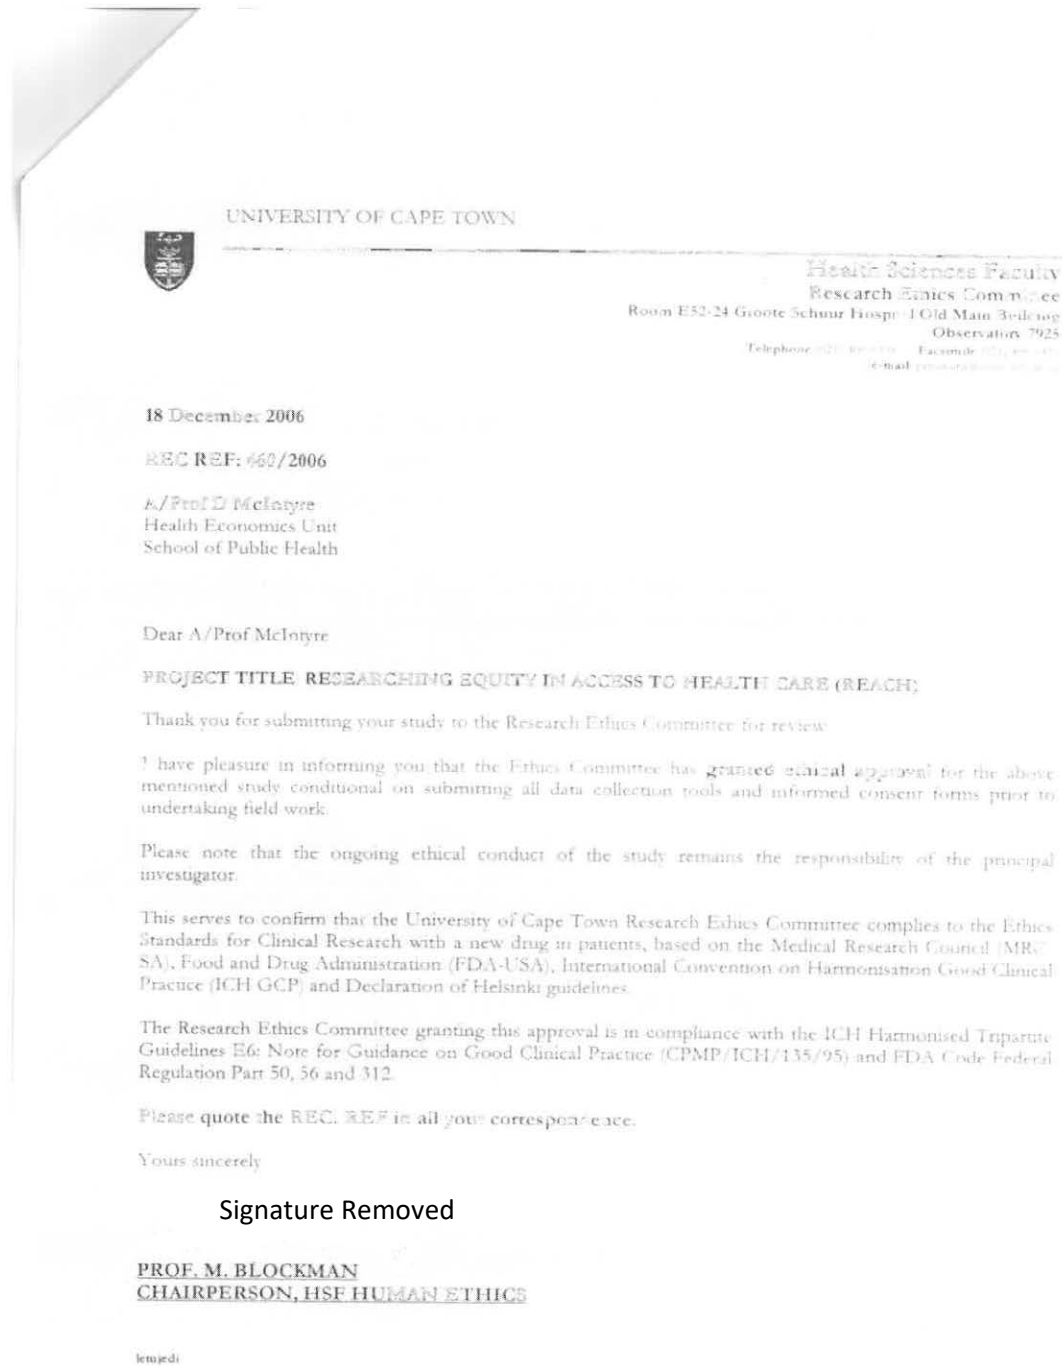 UNIVERSITY OF CAPE TOWN
Health Sciences Faculty
Research Ethics Committee
Room E52-24 Groote Schuur Hospital Old Main Building
Observatory 7925
Telephone Facsimile
e-mail
18 December 2006
REC REF: /2006
A/Prof D McIntyre
Health Economics Unit
School of Public Health
Dear A/Prof McIntyre
PROJECT TITLE RESEARCHING EQUITY IN ACCESS TO HEALTH CARE (REACH)
Thank you for submitting your study to the Research Ethics Committee for review
I have pleasure in informing you that the Ethics Committee has granted ethical approval for the above
mentioned study conditional on submitting all data collection tools and informed consent forms prior to
undertaking field work.
Please note that the ongoing ethical conduct of the study remains the responsibility of the principal
investigator.
This serves to confirm that the University of Cape Town Research Ethics Committee complies to the Ethics
Standards for Clinical Research with a new drug in patients, based on the Medical Research Council (MRC-
SA), Food and Drug Administration (FDA-USA), International Convention on Harmonisation Good Clinical
Practice (ICH GCP) and Declaration of Helsinki guidelines.
The Research Ethics Committee granting this approval is in compliance with the ICH Harmonised Tripartite
Guidelines E6: Note for Guidance on Good Clinical Practice (CPMP/ICH/135/95) and FDA Code Federal
Regulation Part 50, 56 and 312.
Please quote the REC. REF in all your correspondence.
Yours sincerely
Signature Removed
PROF. M. BLOCKMAN
CHAIRPERSON, HSF HUMAN ETHICS
lemjedi